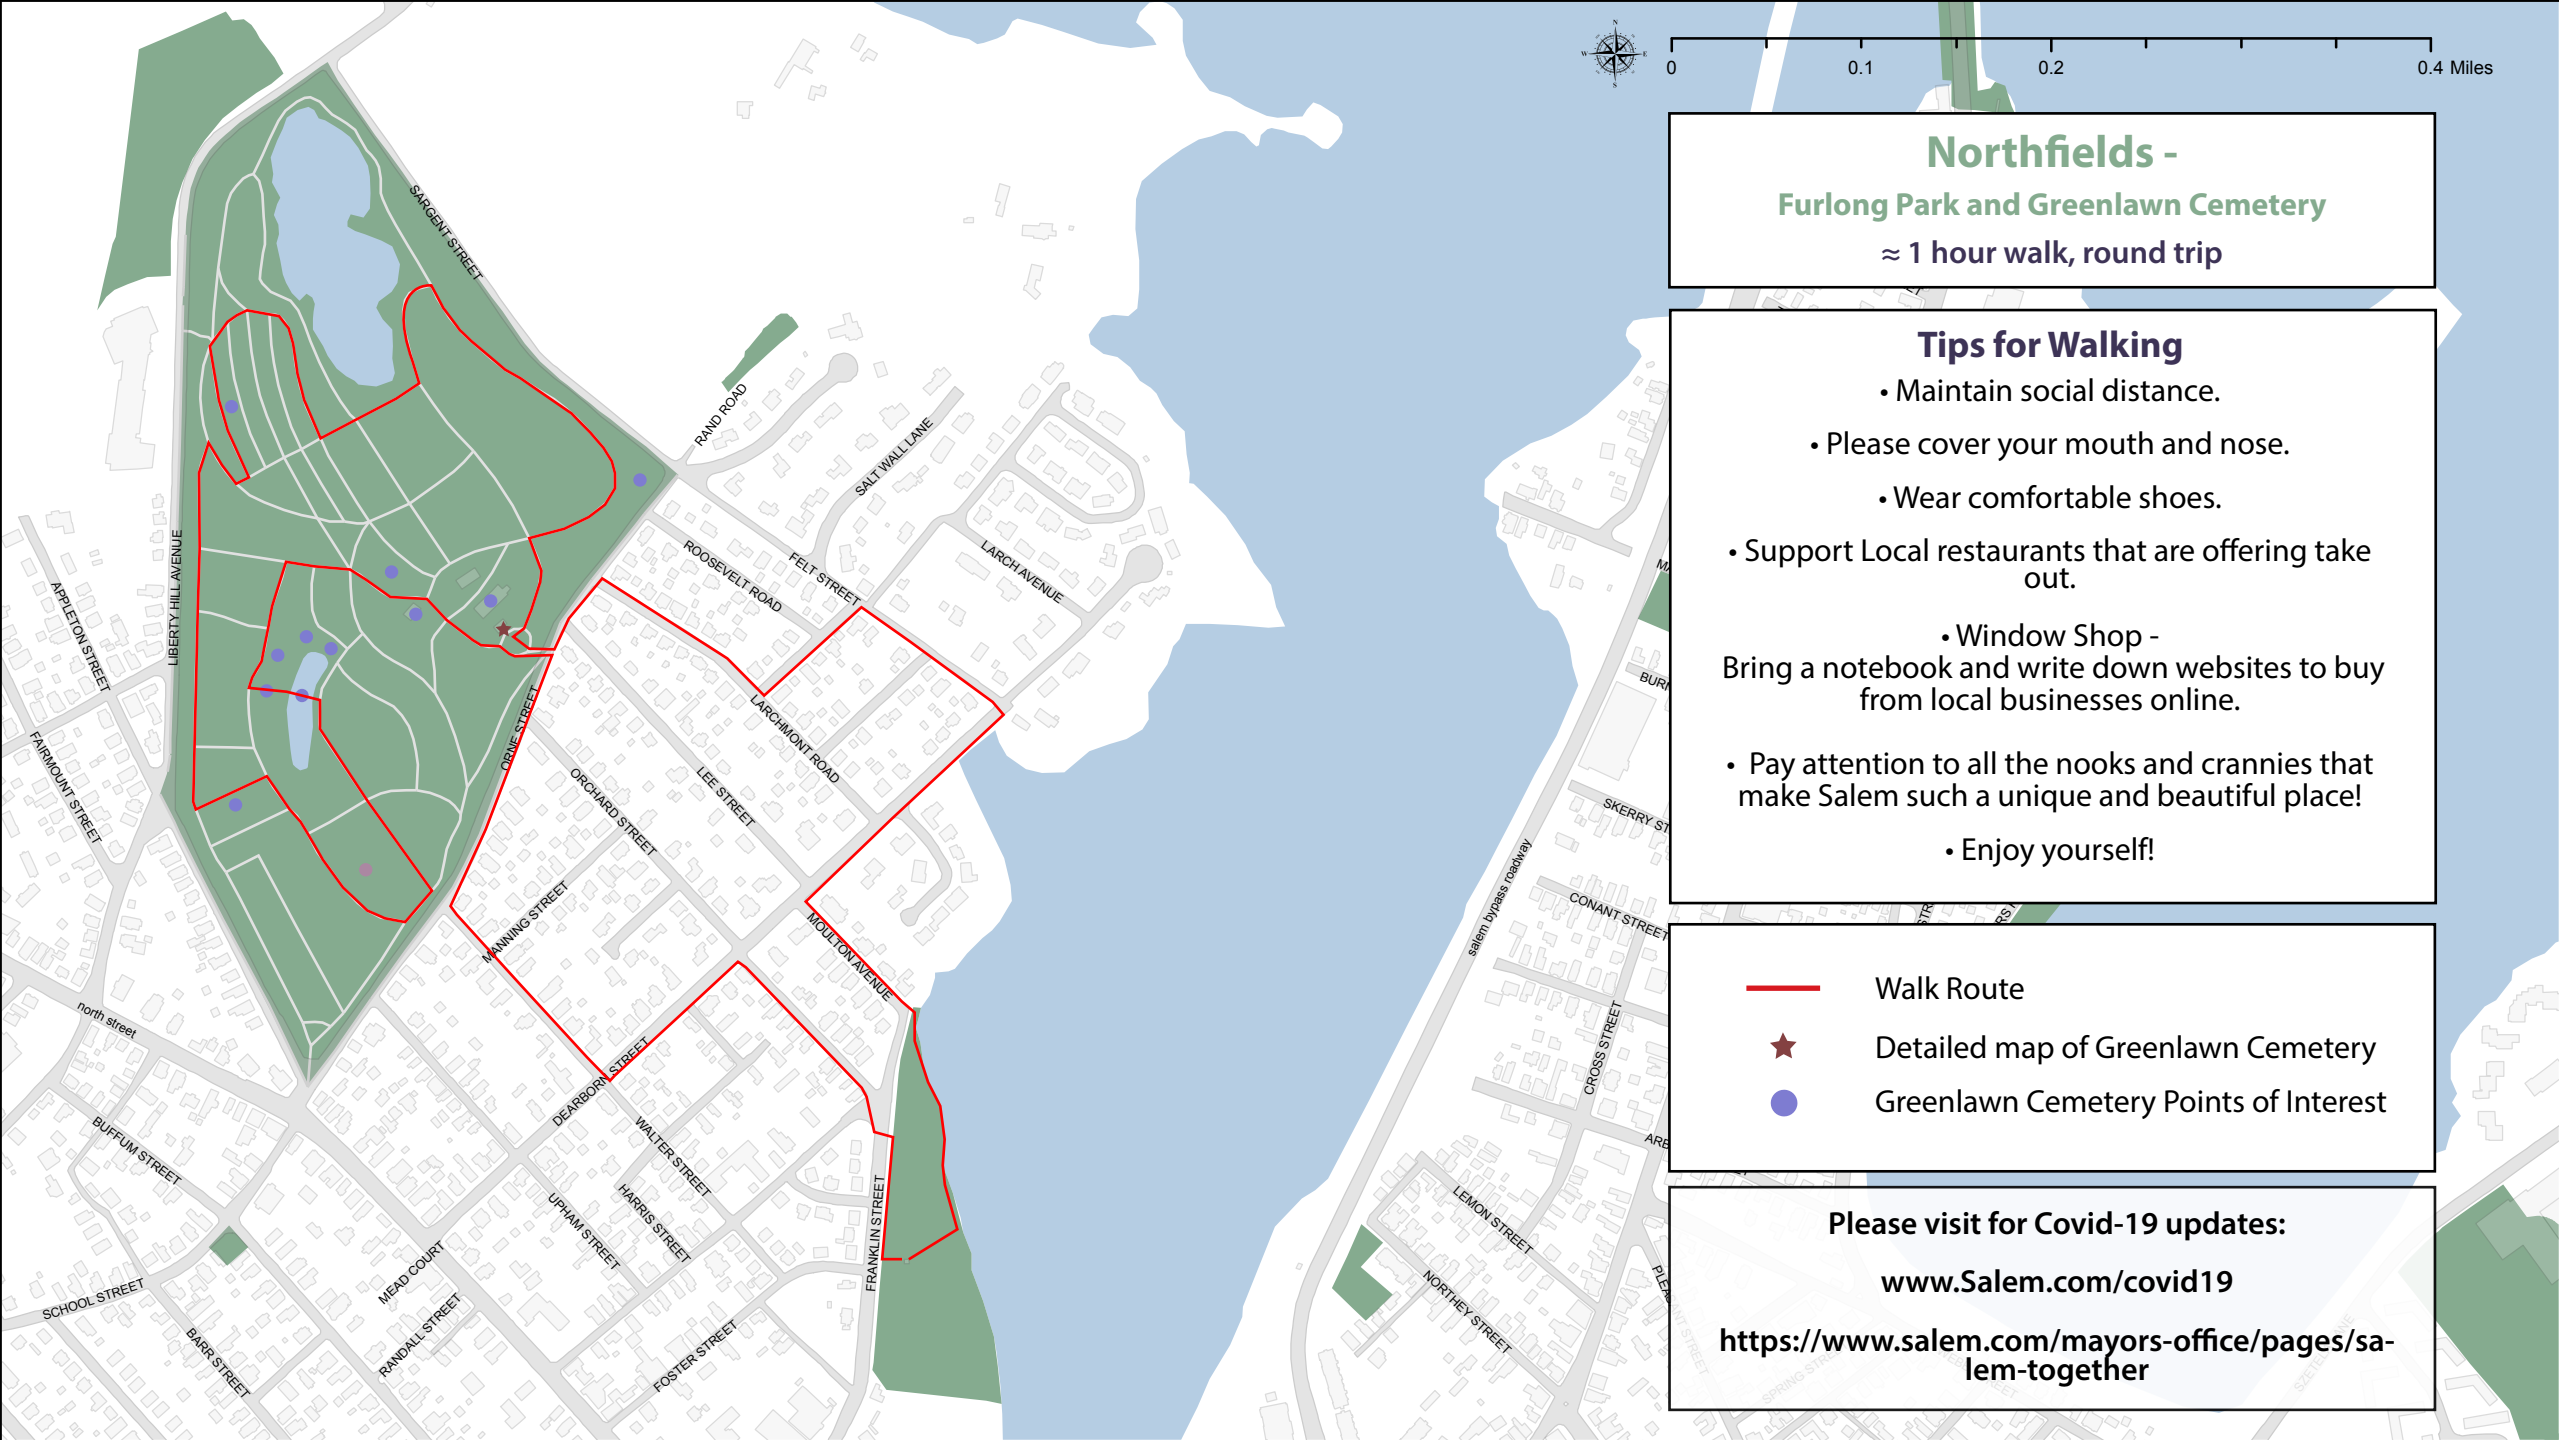 N
W
E
S
0
0.1
0.2
0.4 Miles
Northfields -
Furlong Park and Greenlawn Cemetery
≈ 1 hour walk, round trip
Tips for Walking
• Maintain social distance.
• Please cover your mouth and nose.
• Wear comfortable shoes.
• Support Local restaurants that are offering take
out.
• Window Shop -
Bring a notebook and write down websites to buy
from local businesses online.
• Pay attention to all the nooks and crannies that
make Salem such a unique and beautiful place!
• Enjoy yourself!
Walk Route
Detailed map of Greenlawn Cemetery
Greenlawn Cemetery Points of Interest
Please visit for Covid-19 updates:
www.Salem.com/covid19
https://www.salem.com/mayors-office/pages/sa-
lem-together
SARGENT STREET
RAND ROAD
SALT WALL LANE
LARCH AVENUE
FELT STREET
ROOSEVELT ROAD
LIBERTY HILL AVENUE
APPLETON STREET
FAIRMOUNT STREET
ORNE STREET
LARCHMONT ROAD
LEE STREET
ORCHARD STREET
MANNING STREET
MOULTON AVENUE
north street
DEARBORN STREET
BUFFUM STREET
WALTER STREET
HARRIS STREET
UPHAM STREET
FRANKLIN STREET
MEAD COURT
SCHOOL STREET
RANDALL STREET
BARR STREET
FOSTER STREET
salem bypass roadway
BUR
SKERRY ST
CONANT STREET
CROSS STREET
ARB
LEMON STREET
NORTHEY STREET
PLEASANT STREET